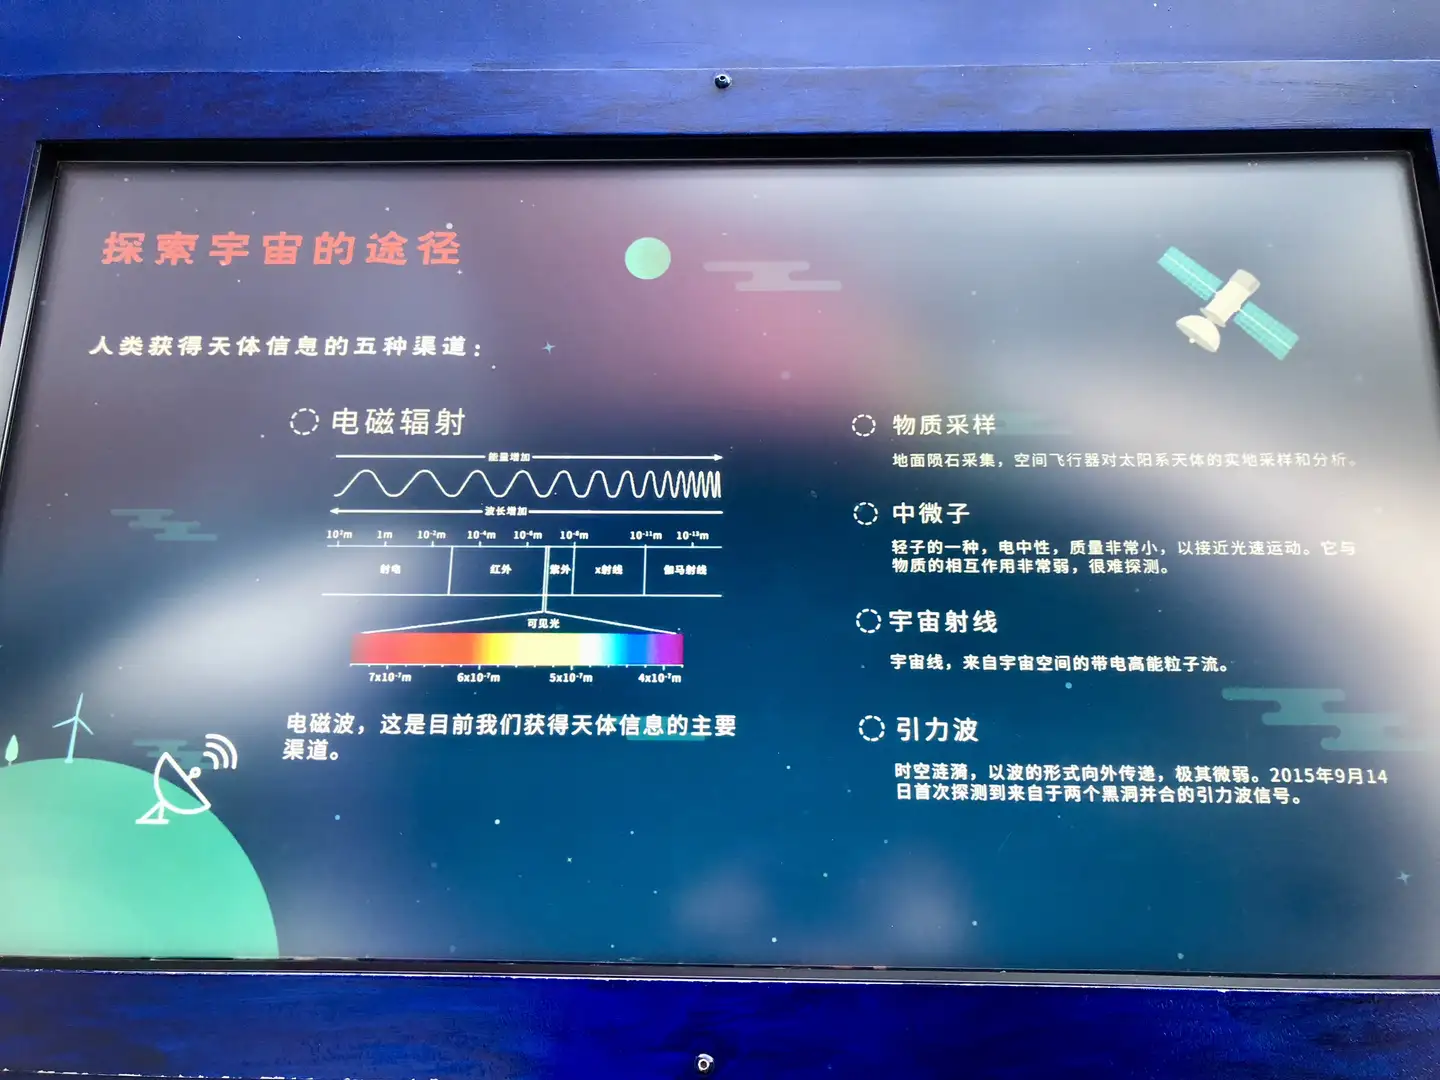 探索宇宙的途径
人类获得天体信息的五种渠道：
电磁辐射
能量增加
波长增加
10²m 1m 10⁻²m 10⁻⁴m 10⁻⁶m 10⁻⁸m 10⁻¹¹m 10⁻¹³m
射电 红外 紫外 x射线 伽马射线
可见光
7x10⁻⁷m 6x10⁻⁷m 5x10⁻⁷m 4x10⁻⁷m
电磁波，这是目前我们获得天体信息的主要
渠道。
物质采样
地面陨石采集，空间飞行器对太阳系天体的实地采样和分析。
中微子
轻子的一种，电中性，质量非常小，以接近光速运动。它与
物质的相互作用非常弱，很难探测。
宇宙射线
宇宙线，来自宇宙空间的带电高能粒子流。
引力波
时空涟漪，以波的形式向外传递，极其微弱。2015年9月14
日首次探测到来自于两个黑洞并合的引力波信号。